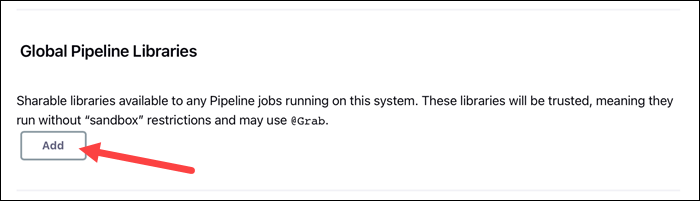 Global Pipeline Libraries
Sharable libraries available to any Pipeline jobs running on this system. These libraries will be trusted, meaning they
run without “sandbox” restrictions and may use @Grab.
Add